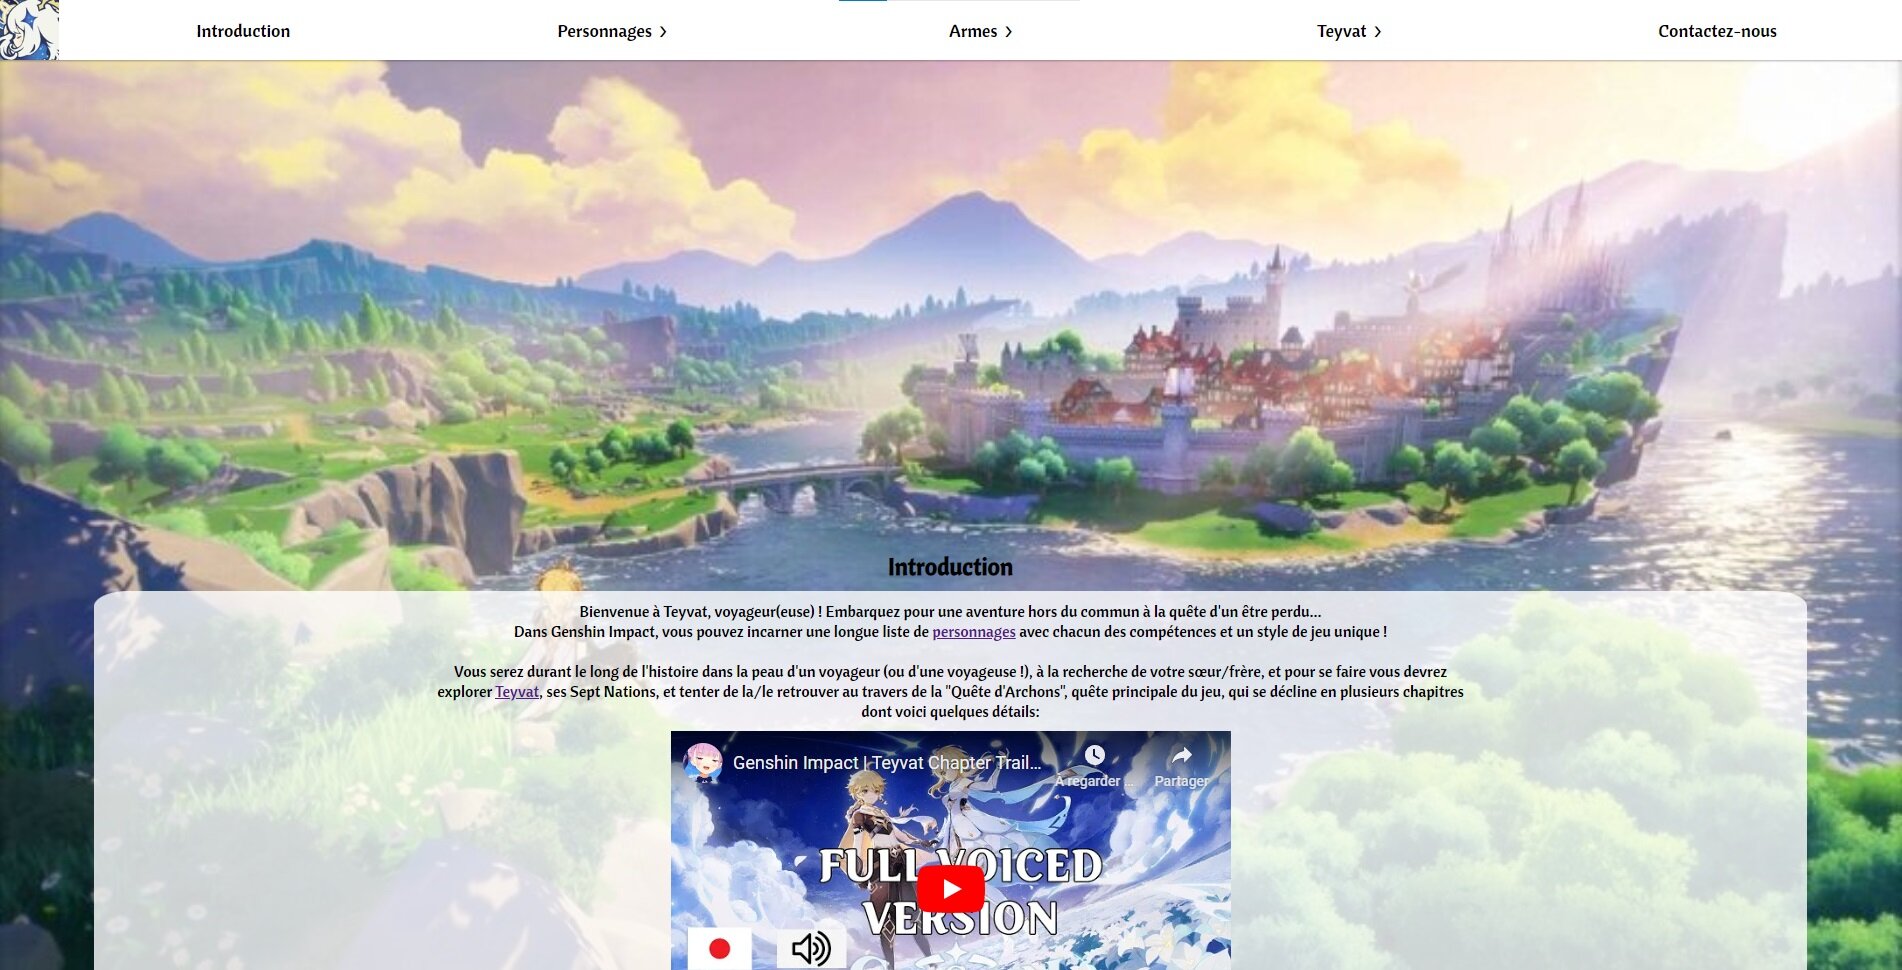 Introduction
Personnages
Armes
Teyvat
Contactez-nous
Introduction
Bienvenue à Teyvat, voyageur(euse) ! Embarquez pour une aventure hors du commun à la quête d'un être perdu...
Dans Genshin Impact, vous pouvez incarner une longue liste de personnages avec chacun des compétences et un style de jeu unique !
Vous serez durant le long de l'histoire dans la peau d'un voyageur (ou d'une voyageuse !), à la recherche de votre sœur/frère, et pour se faire vous devrez
explorer Teyvat, ses Sept Nations, et tenter de la/le retrouver au travers de la "Quête d'Archons", quête principale du jeu, qui se décline en plusieurs chapitres
dont voici quelques détails:
Genshin Impact | Teyvat Chapter Trail...
À regarder ...
Partager
FULL VOICED
VERSION